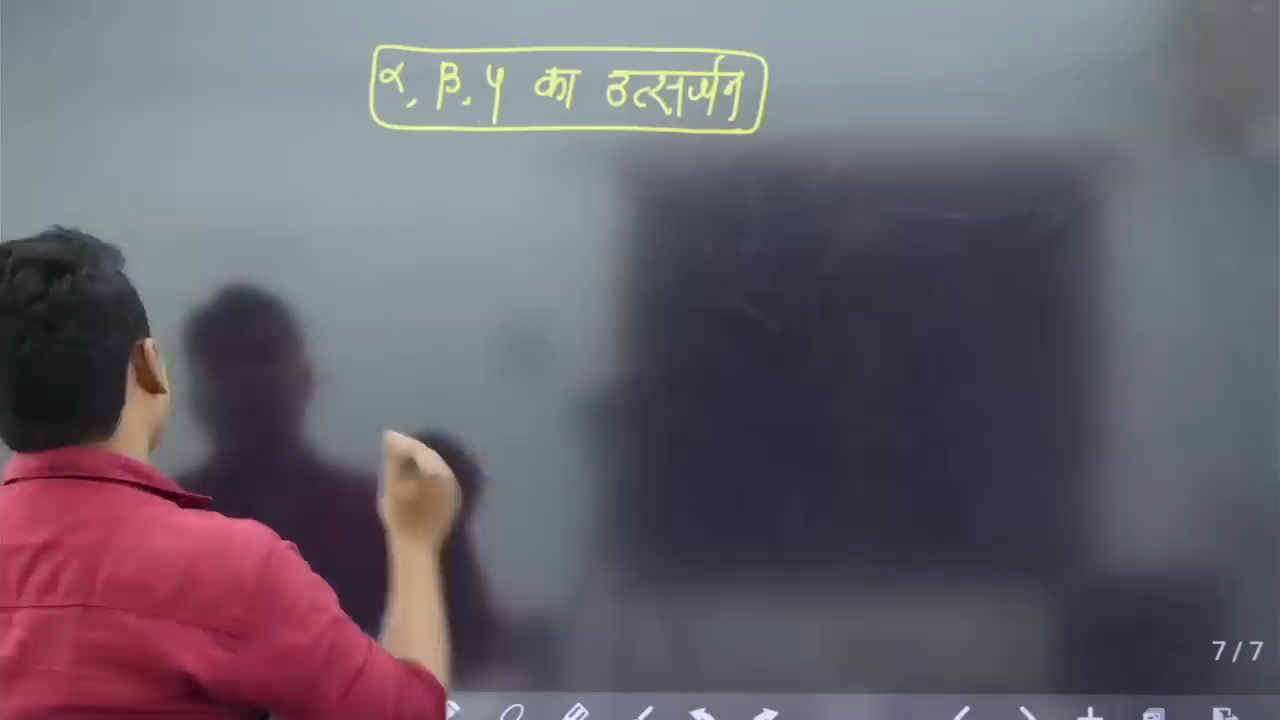 α, β, γ का उत्सर्जन
7/7